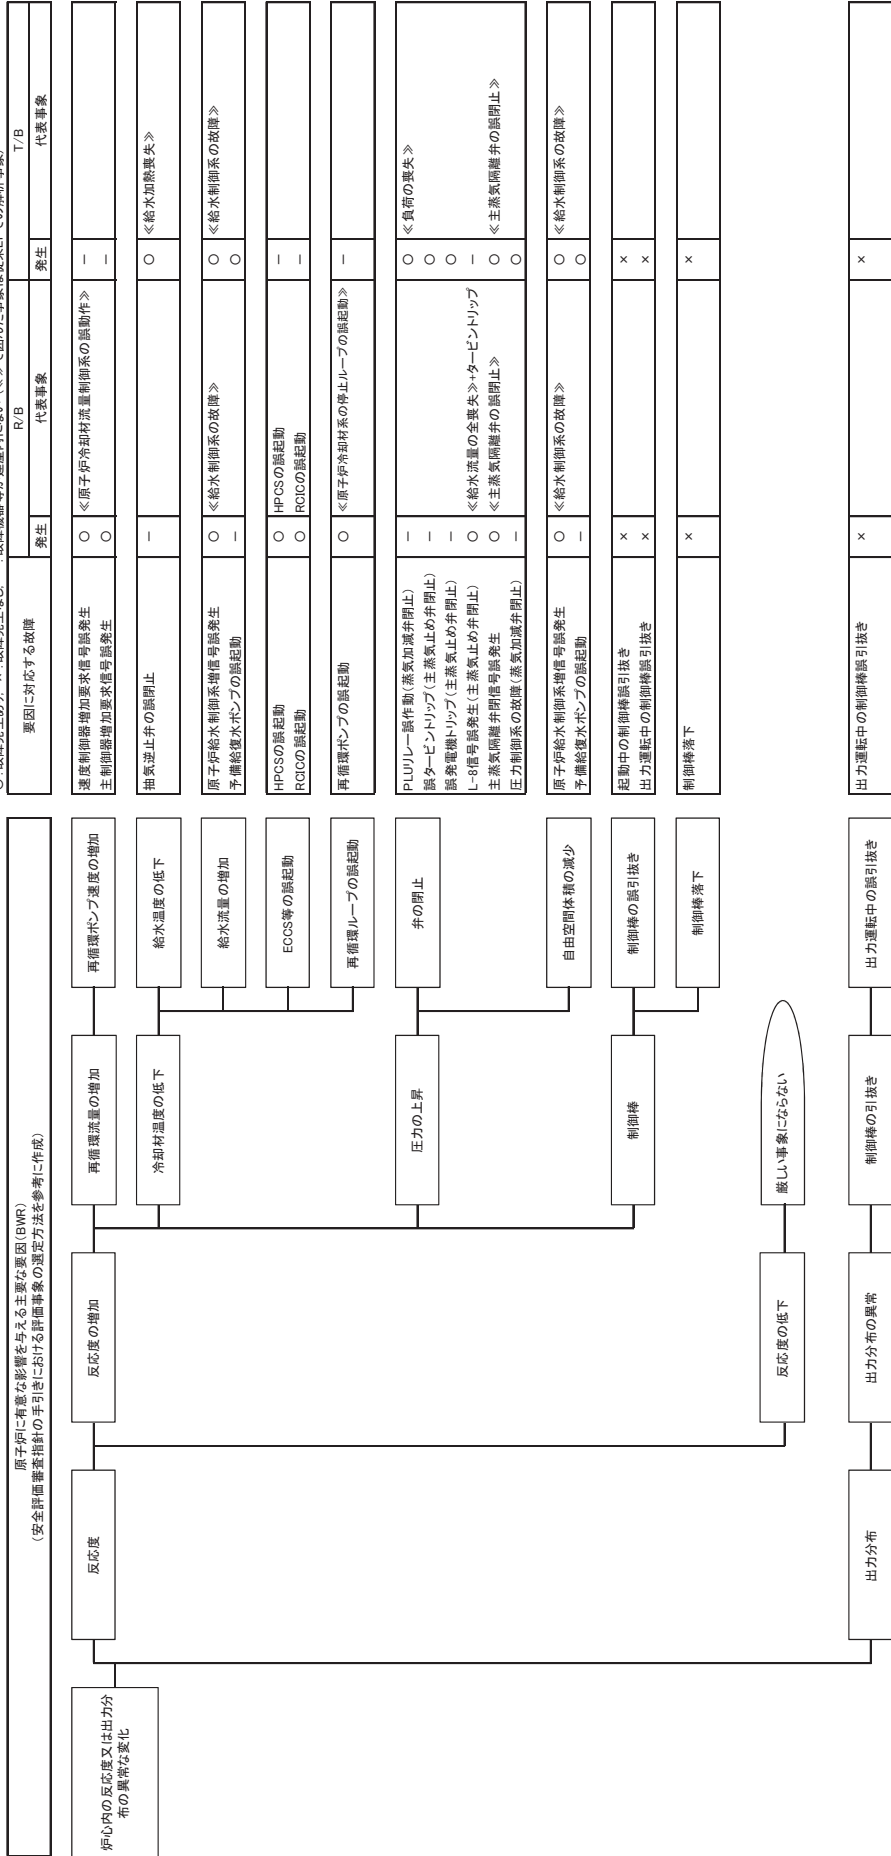 原子炉に有意な影響を与える主要な要因(BWR)
(安全評価審査指針の手引きにおける評価事象の選定方法を参考に作成)
要因に対応する故障
R/B
T/B
発生
代表事象
発生
代表事象
炉心内の反応度又は出力分
布の異常な変化
反応度
反応度の増加
再循環流量の増加
再循環ポンプ速度の増加
速度制御器増加要求信号誤発生
○
≪原子炉冷却材流量制御系の誤動作≫
－
主制御器増加要求信号誤発生
○
－
冷却材温度の低下
給水温度の低下
抽気逆止弁の誤閉止
－
○
≪給水加熱喪失≫
給水流量の増加
原子炉給水制御系増信号誤発生
○
≪給水制御系の故障≫
○
≪給水制御系の故障≫
予備給復水ポンプの誤起動
－
○
ECCS等の誤起動
HPCSの誤起動
○
HPCSの誤起動
－
RCICの誤起動
○
RCICの誤起動
－
再循環ループの誤起動
再循環ポンプの誤起動
○
≪原子炉冷却材系の停止ループの誤起動≫
－
圧力の上昇
弁の閉止
PLUリレー誤作動(蒸気加減弁閉止)
－
○
≪負荷の喪失≫
誤タービントリップ(主蒸気止め弁閉止)
－
○
誤発電機トリップ(主蒸気止め弁閉止)
－
○
L-8信号誤発生(主蒸気止め弁閉止)
○
≪給水流量の全喪失≫+タービントリップ
－
主蒸気隔離弁閉信号誤発生
○
≪主蒸気隔離弁の誤閉止≫
○
≪主蒸気隔離弁の誤閉止≫
圧力制御系の故障(蒸気加減弁閉止)
－
○
自由空間体積の減少
原子炉給水制御系増信号誤発生
○
≪給水制御系の故障≫
○
≪給水制御系の故障≫
予備給復水ポンプの誤起動
－
○
制御棒
制御棒の誤引抜き
起動中の制御棒誤引抜き
×
×
出力運転中の制御棒誤引抜き
×
×
制御棒落下
制御棒落下
×
×
反応度の低下
厳しい事象にならない
出力分布
出力分布の異常
制御棒の引抜き
出力運転中の誤引抜き
出力運転中の制御棒誤引抜き
×
×